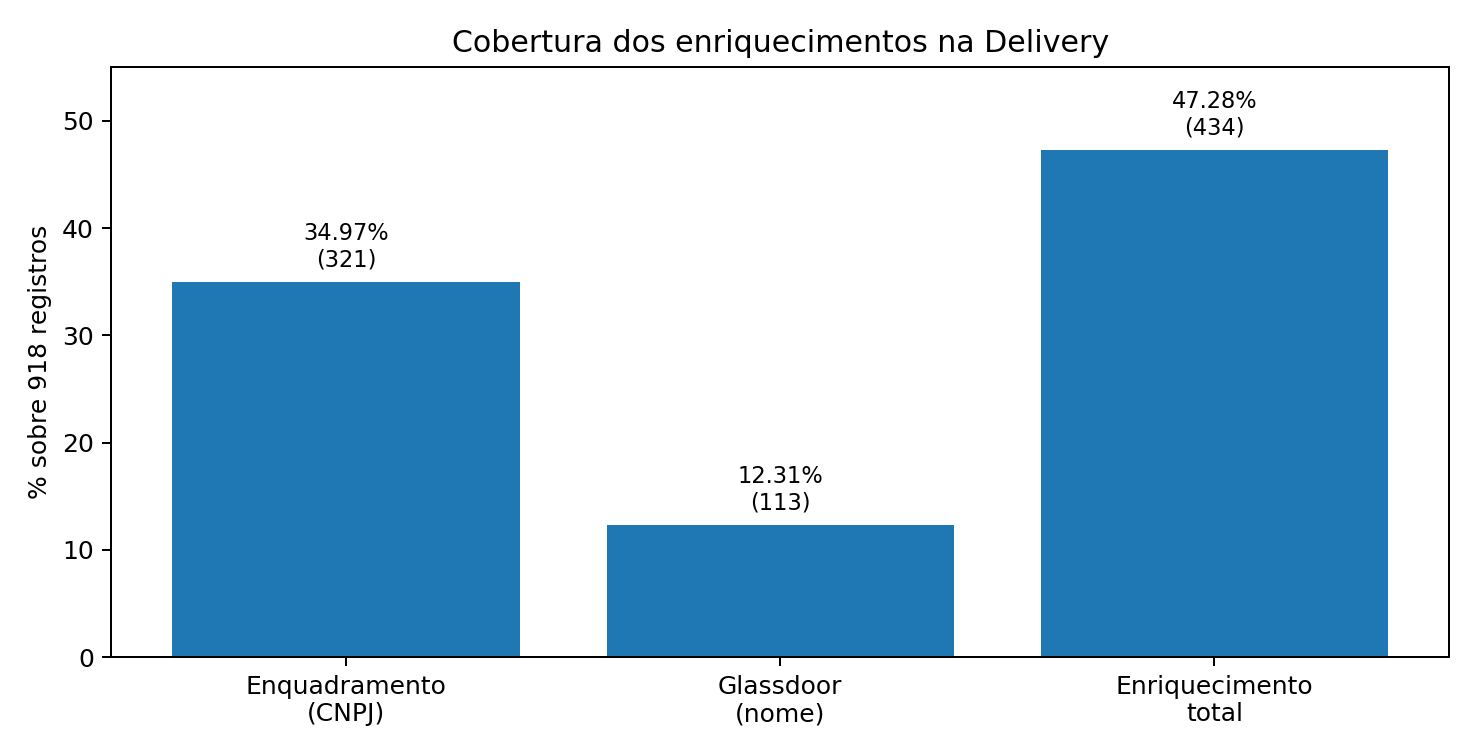 Cobertura dos enriquecimentos na Delivery
% sobre 918 registros
50
40
30
20
10
0
34.97%
(321)
12.31%
(113)
47.28%
(434)
Enquadramento
(CNPJ)
Glassdoor
(nome)
Enriquecimento
total